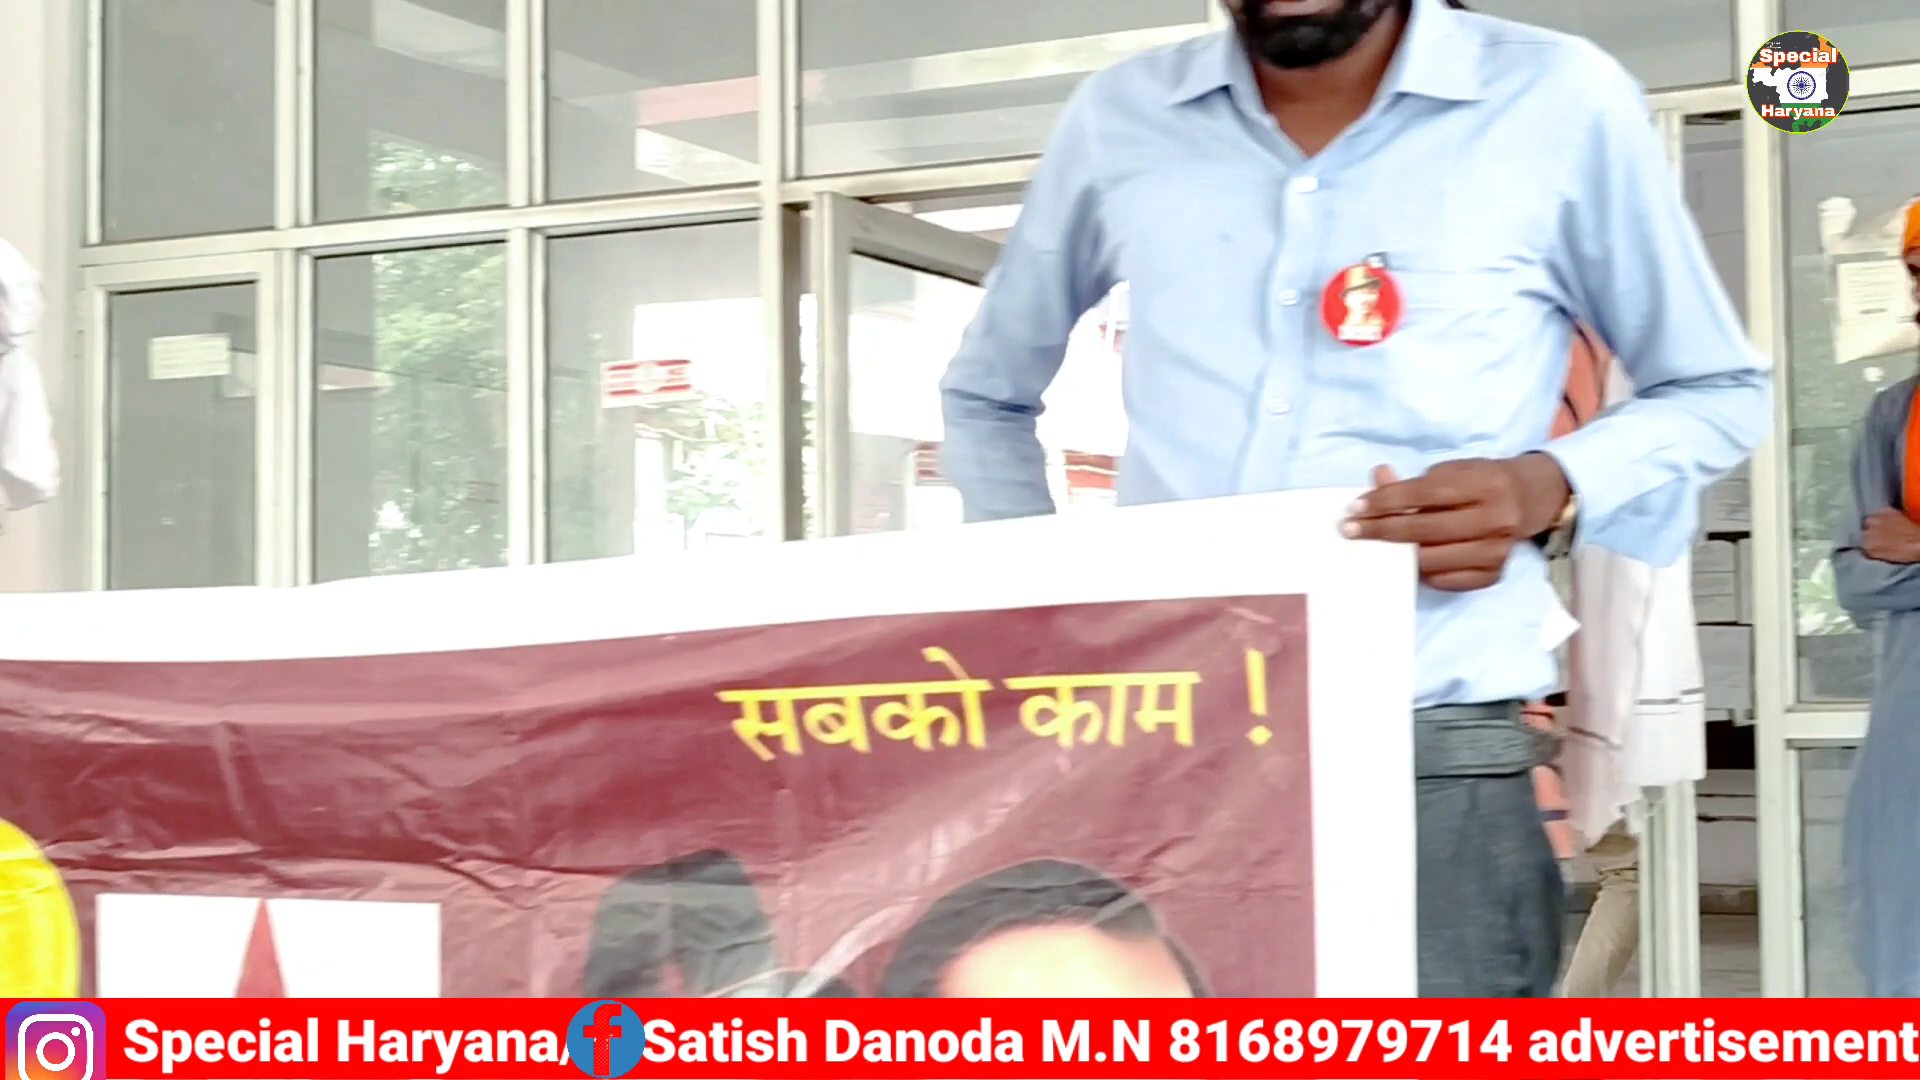 Special
Haryana
सबको काम !
Special Haryana/ Satish Danoda M.N 8168979714 advertisement